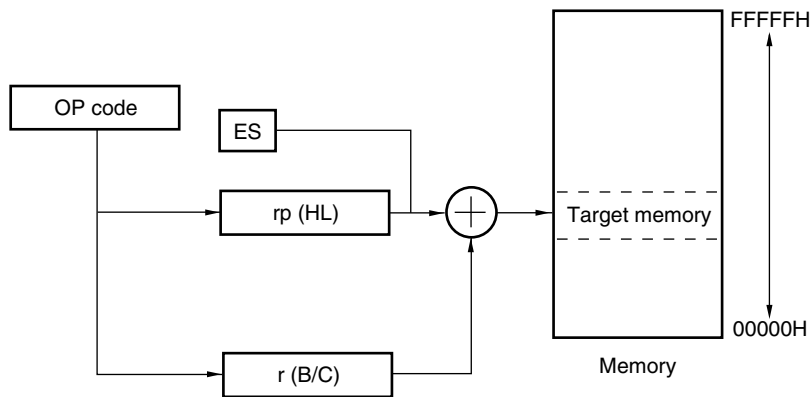 FFFFFH
OP code
ES
rp (HL)
Target memory
r (B/C)
00000H
Memory